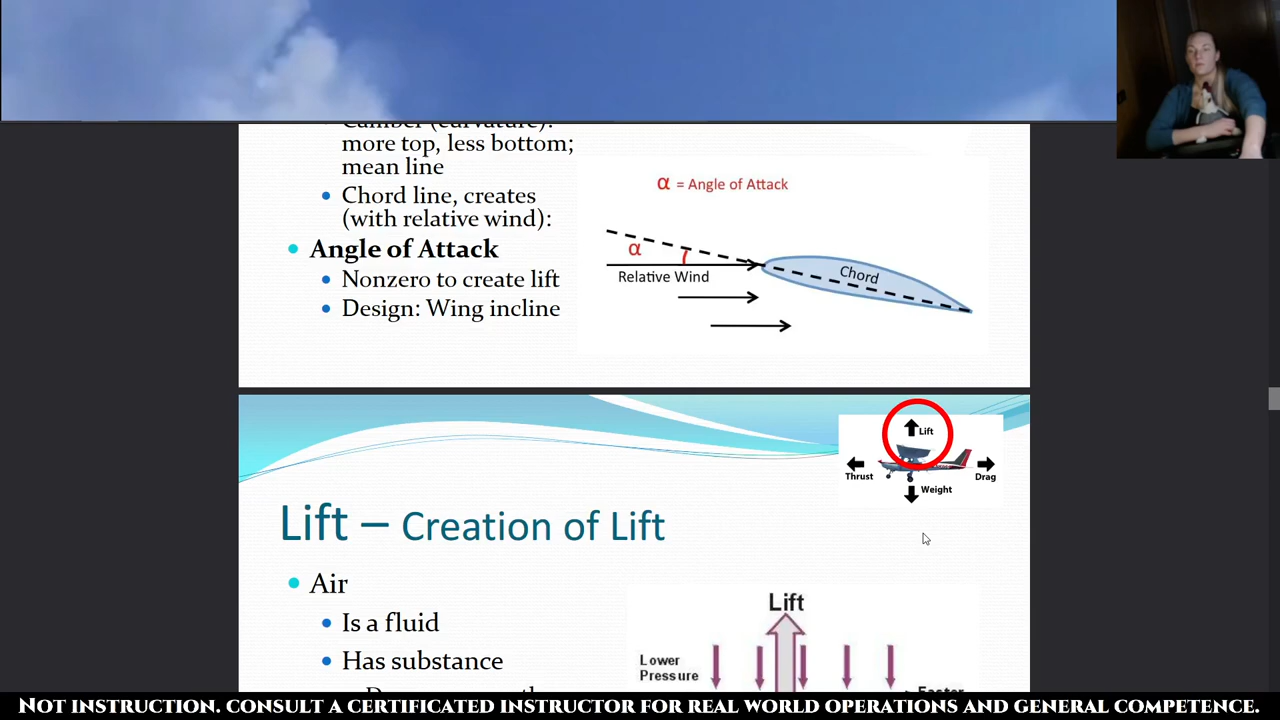 more top, less bottom;
mean line
Chord line, creates
(with relative wind):
Angle of Attack
Nonzero to create lift
Design: Wing incline
α = Angle of Attack
α
Relative Wind
Chord
Lift
Thrust
Drag
Weight
Lift – Creation of Lift
Air
Is a fluid
Has substance
Lift
Lower
Pressure
NOT INSTRUCTION. CONSULT A CERTIFICATED INSTRUCTOR FOR REAL WORLD OPERATIONS AND GENERAL COMPETENCE.